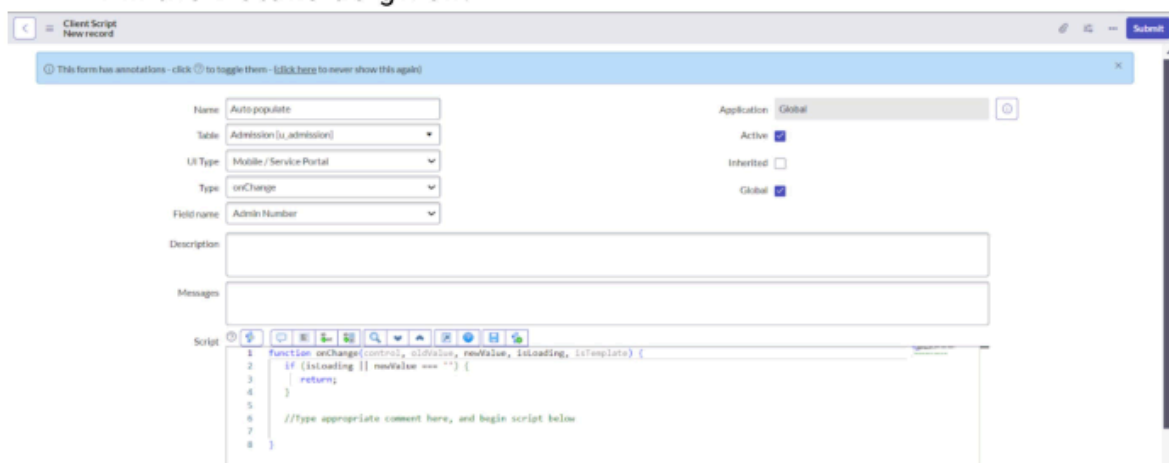 Client Script
New record
Submit
This form has annotations - click ? to toggle them - (click here to never show this again)
Name Auto populate
Application Global
Table Admission [u_admission]
Active
UI Type Mobile / Service Portal
Inherited
Type onChange
Global
Field name Admin Number
Description
Messages
Script
1 function onChange(control, oldValue, newValue, isLoading, isTemplate) {
2 if (isLoading || newValue === '') {
3 return;
4 }
5
6 //Type appropriate comment here, and begin script below
7
8 }